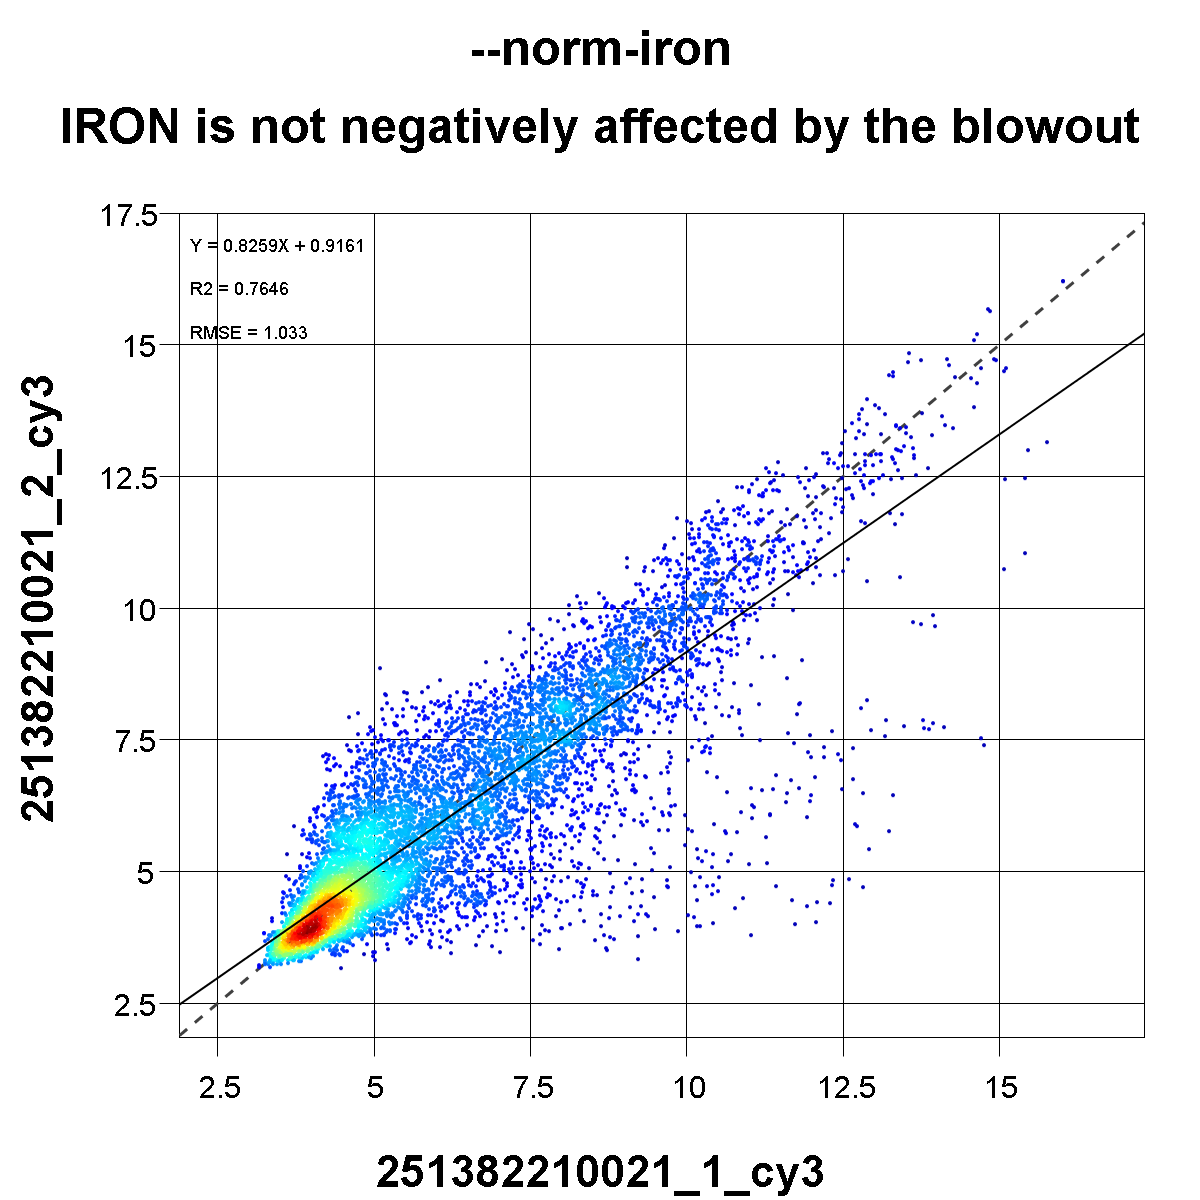 --norm-iron
IRON is not negatively affected by the blowout
17.5
Y = 0.8259X + 0.9161
R2 = 0.7646
RMSE = 1.033
15
12.5
10
7.5
5
2.5
251382210021_2_cy3
2.5 5 7.5 10 12.5 15
251382210021_1_cy3